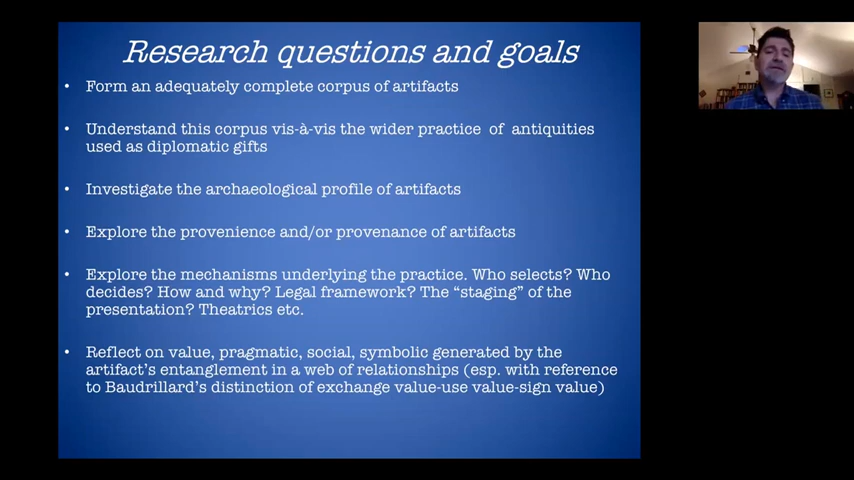 Research questions and goals
• Form an adequately complete corpus of artifacts
• Understand this corpus vis-à-vis the wider practice of antiquities
used as diplomatic gifts
• Investigate the archaeological profile of artifacts
• Explore the provenience and/or provenance of artifacts
• Explore the mechanisms underlying the practice. Who selects? Who
decides? How and why? Legal framework? The “staging” of the
presentation? Theatrics etc.
• Reflect on value, pragmatic, social, symbolic generated by the
artifact’s entanglement in a web of relationships (esp. with reference
to Baudrillard’s distinction of exchange value-use value-sign value)